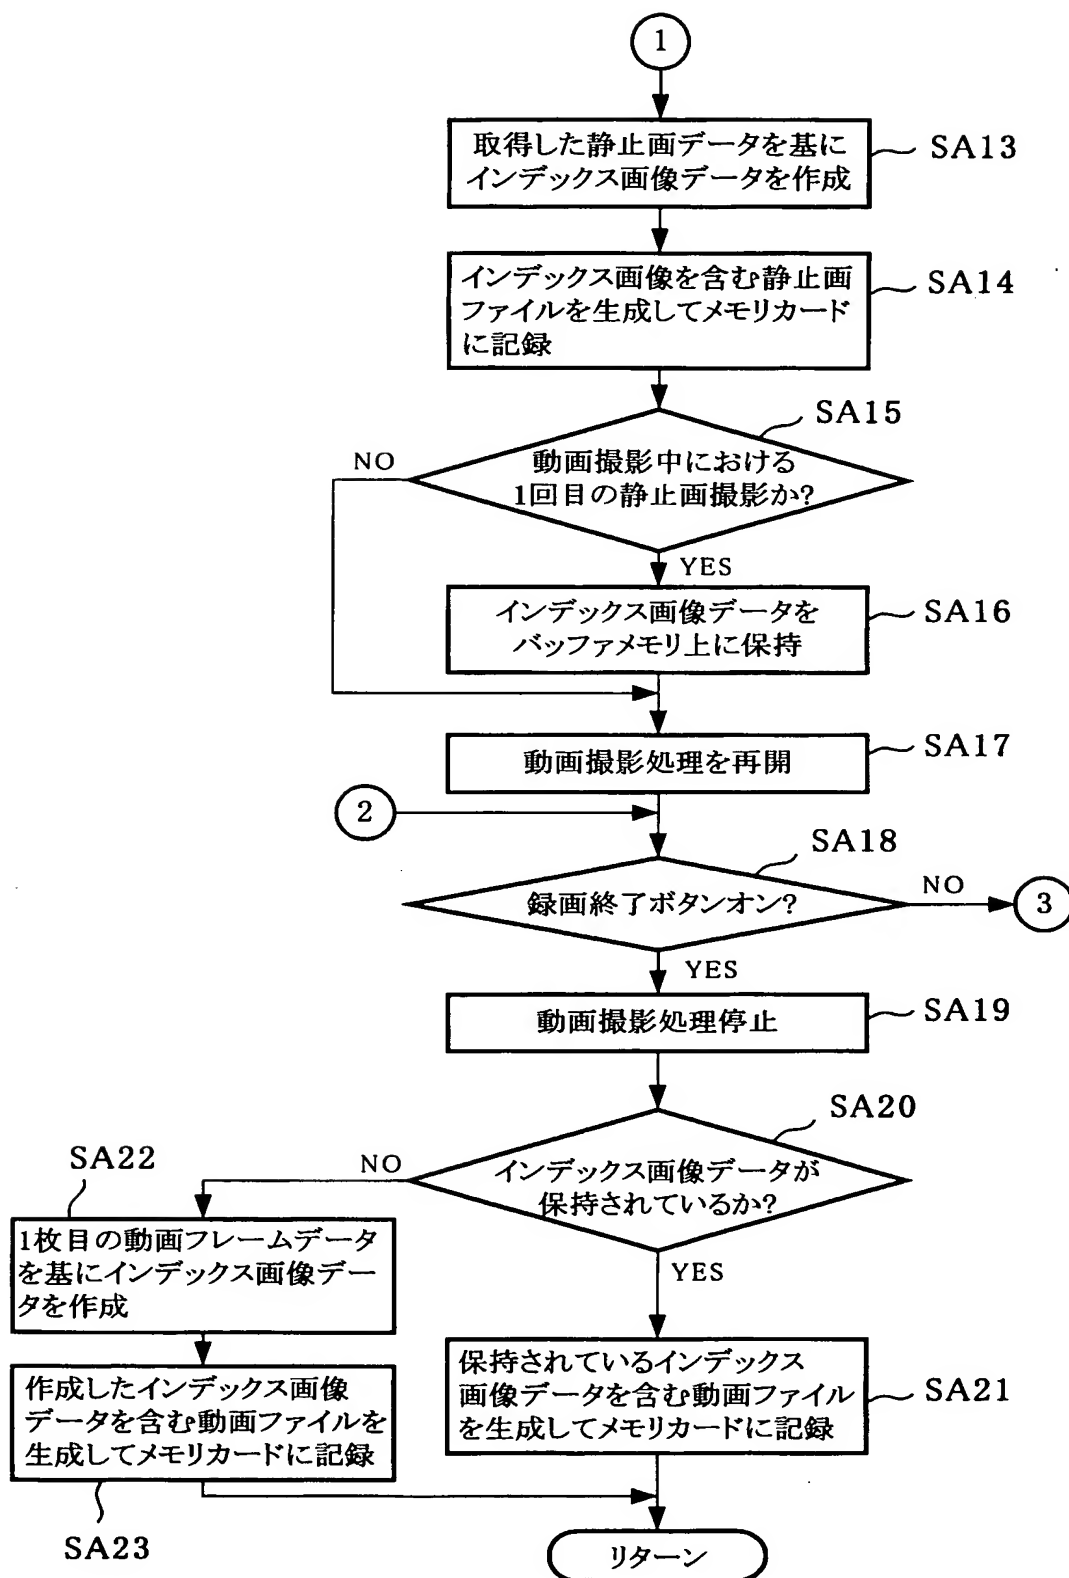 1
取得した静止画データを基に
インデックス画像データを作成
SA13
インデックス画像を含む静止画
ファイルを生成してメモリカード
に記録
SA14
SA15
動画撮影中における
1回目の静止画撮影か?
NO
YES
インデックス画像データを
バッファメモリ上に保持
SA16
動画撮影処理を再開
SA17
2
SA18
録画終了ボタンオン?
NO
3
YES
動画撮影処理停止
SA19
SA20
インデックス画像データが
保持されているか?
NO
YES
SA22
1枚目の動画フレームデータ
を基にインデックス画像デー
タを作成
作成したインデックス画像
データを含む動画ファイルを
生成してメモリカードに記録
SA23
保持されているインデックス
画像データを含む動画ファイル
を生成してメモリカードに記録
SA21
リターン